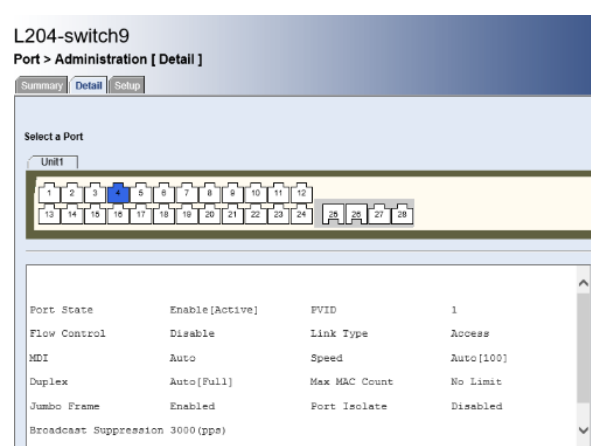 L204-switch9
Port > Administration [ Detail ]
Summary Detail Setup
Select a Port
Unit1
1 2 3 4 5 6 7 8 9 10 11 12
13 14 15 16 17 18 19 20 21 22 23 24 25 26 27 28
Port State Enable[Active] PVID 1
Flow Control Disable Link Type Access
MDI Auto Speed Auto[100]
Duplex Auto[Full] Max MAC Count No Limit
Jumbo Frame Enabled Port Isolate Disabled
Broadcast Suppression 3000(pps)